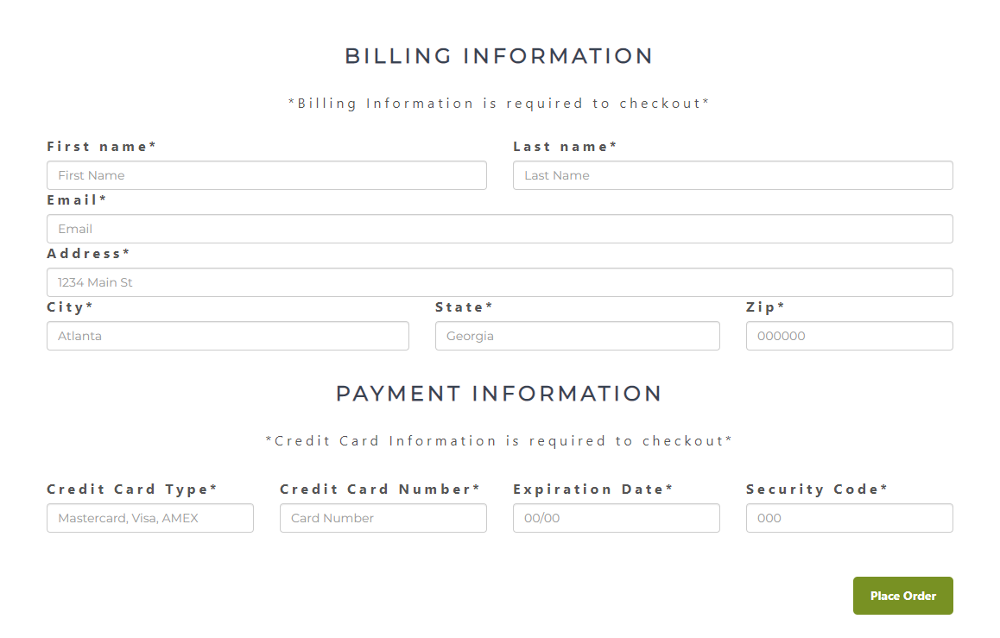 BILLING INFORMATION
*Billing Information is required to checkout*
First name* Last name*
First Name Last Name
Email*
Email
Address*
1234 Main St
City* State* Zip*
Atlanta Georgia 000000
PAYMENT INFORMATION
*Credit Card Information is required to checkout*
Credit Card Type* Credit Card Number* Expiration Date* Security Code*
Mastercard, Visa, AMEX Card Number 00/00 000
Place Order